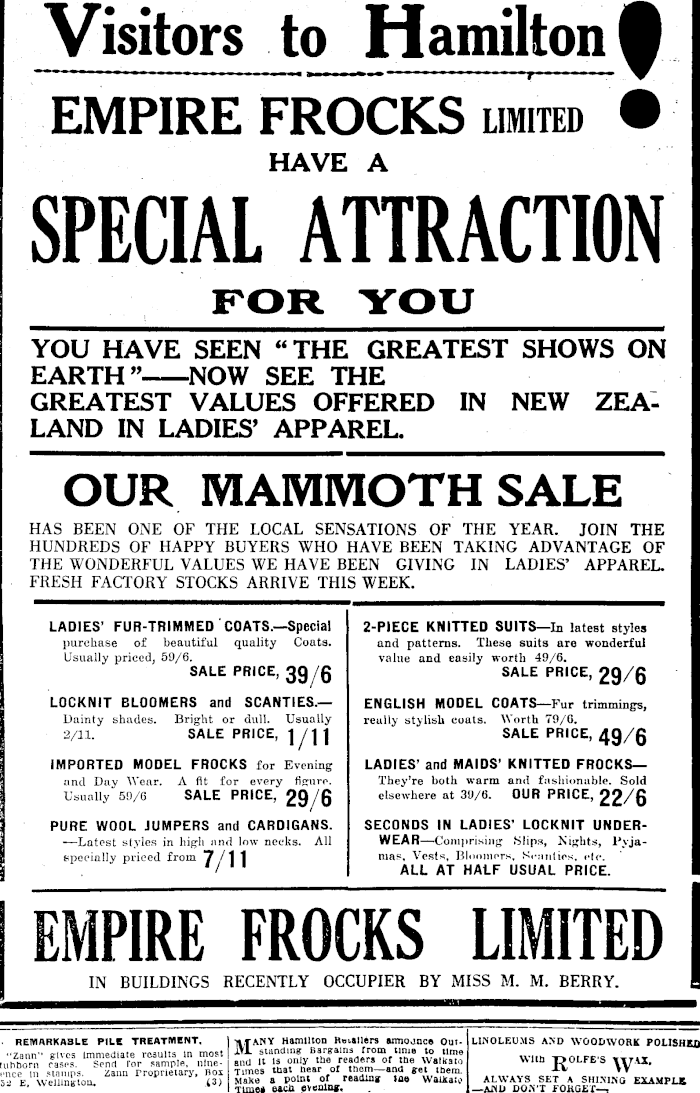 Visitors to Hamilton!
EMPIRE FROCKS LIMITED
HAVE A
SPECIAL ATTRACTION
FOR YOU
YOU HAVE SEEN "THE GREATEST SHOWS ON
EARTH"——NOW SEE THE
GREATEST VALUES OFFERED IN NEW ZEA-
LAND IN LADIES' APPAREL.
OUR MAMMOTH SALE
HAS BEEN ONE OF THE LOCAL SENSATIONS OF THE YEAR. JOIN THE
HUNDREDS OF HAPPY BUYERS WHO HAVE BEEN TAKING ADVANTAGE OF
THE WONDERFUL VALUES WE HAVE BEEN GIVING IN LADIES' APPAREL.
FRESH FACTORY STOCKS ARRIVE THIS WEEK.
LADIES' FUR-TRIMMED COATS.—Special
purchase of beautiful quality Coats.
Usually priced, 59/6.
SALE PRICE, 39/6
LOCKNIT BLOOMERS and SCANTIES.—
Dainty shades. Bright or dull. Usually
2/11. SALE PRICE, 1/11
IMPORTED MODEL FROCKS for Evening
and Day Wear. A fit for every figure.
Usually 59/6 SALE PRICE, 29/6
PURE WOOL JUMPERS and CARDIGANS.
—Latest styles in high and low necks. All
specially priced from 7/11
2-PIECE KNITTED SUITS—In latest styles
and patterns. These suits are wonderful
value and easily worth 49/6.
SALE PRICE, 29/6
ENGLISH MODEL COATS—Fur trimmings,
really stylish coats. Worth 79/6.
SALE PRICE, 49/6
LADIES' and MAIDS' KNITTED FROCKS—
They're both warm and fashionable. Sold
elsewhere at 39/6. OUR PRICE, 22/6
SECONDS IN LADIES' LOCKNIT UNDER-
WEAR—Comprising Slips, Nights, Pyja-
mas, Vests, Bloomers, Scanties, etc.
ALL AT HALF USUAL PRICE.
EMPIRE FROCKS LIMITED
IN BUILDINGS RECENTLY OCCUPIER BY MISS M. M. BERRY.
REMARKABLE PILE TREATMENT.
"Zann" gives immediate results in most
tubborn cases. Send for sample, nine-
ence in stamps. Zann Proprietary, Box
52 E, Wellington. (3)
MANY Hamilton Retailers announce Out-
standing Bargains from time to time
and it is only the readers of the Waikato
Times that hear of them—and get them.
Make a point of reading the Waikato
Times each evening.
LINOLEUMS AND WOODWORK POLISHED
With ROLFE'S WAX,
ALWAYS SET A SHINING EXAMPLE
—AND DON'T FORGET—